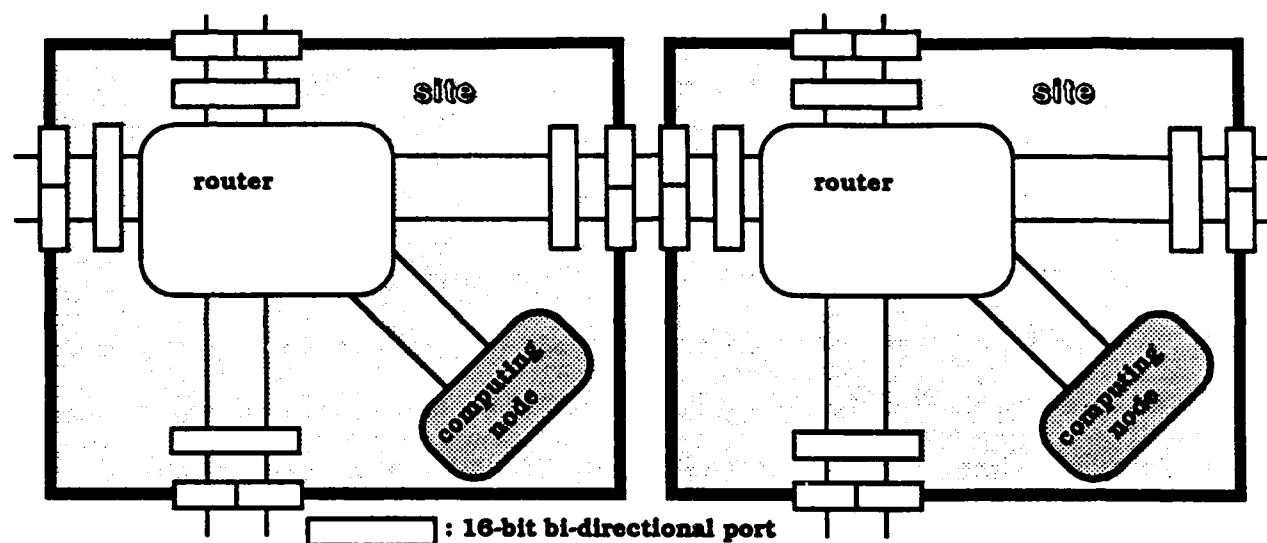 site
site
router
router
computing
node
computing
node
: 16-bit bi-directional port